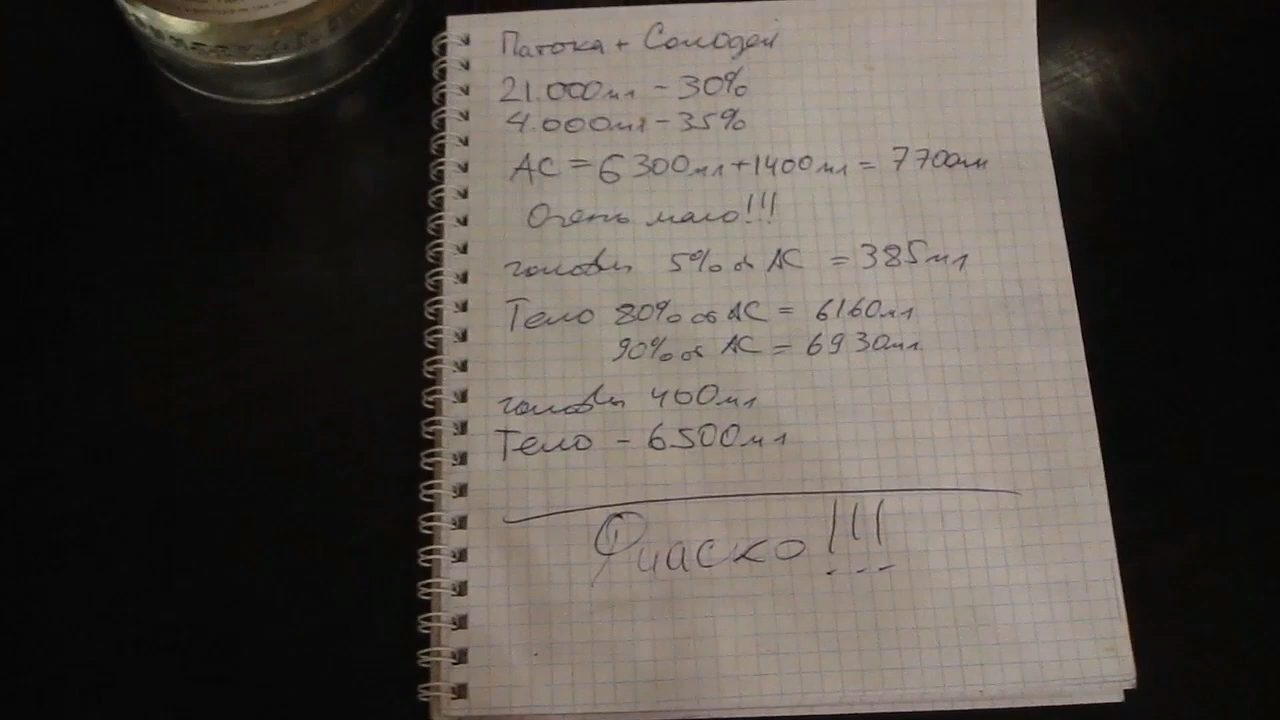 Патока + Солодей
21.000мл - 30%
4.000мл - 35%
АС = 6300мл + 1400мл = 7700мл
Очень мало!!!
головы 5% от АС = 385мл
Тело 80% от АС = 6160мл
90% от АС = 6930мл
головы 400мл
Тело - 6500мл
Фиаско!!!